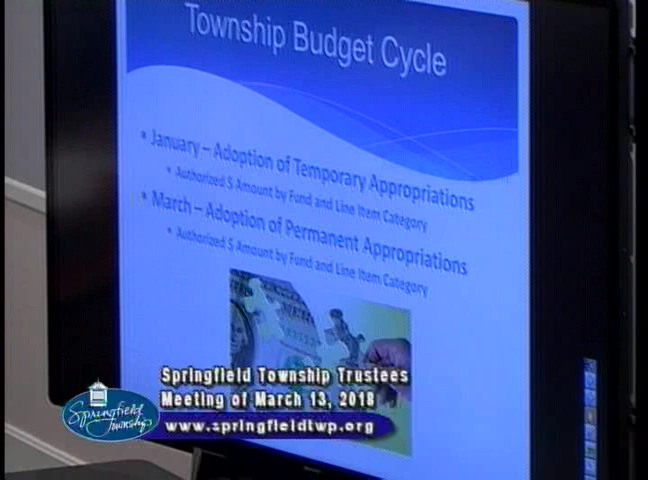 Township Budget Cycle
• January – Adoption of Temporary Appropriations
• Authorized $ Amount by Fund and Line Item Category
• March – Adoption of Permanent Appropriations
• Authorized $ Amount by Fund and Line Item Category
Springfield Township Trustees
Meeting of March 13, 2018
www.springfieldtwp.org
Springfield
Township